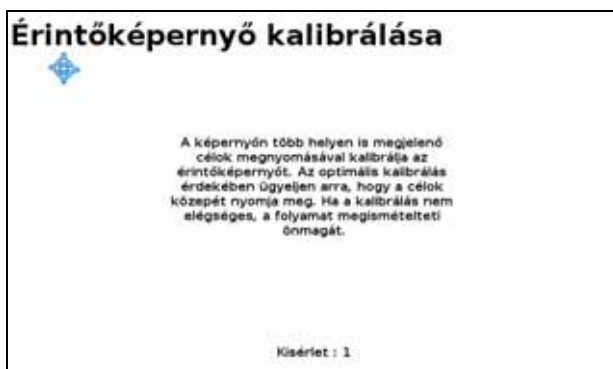 Érintőképernyő kalibrálása
A képernyőn több helyen is megjelenő
célok megnyomásával kalibrálja az
érintőképernyőt. Az optimális kalibrálás
érdekében ügyeljen arra, hogy a célok
közepét nyomja meg. Ha a kalibrálás nem
elégséges, a folyamat megismételteti
önmagát.
Kisérlet : 1